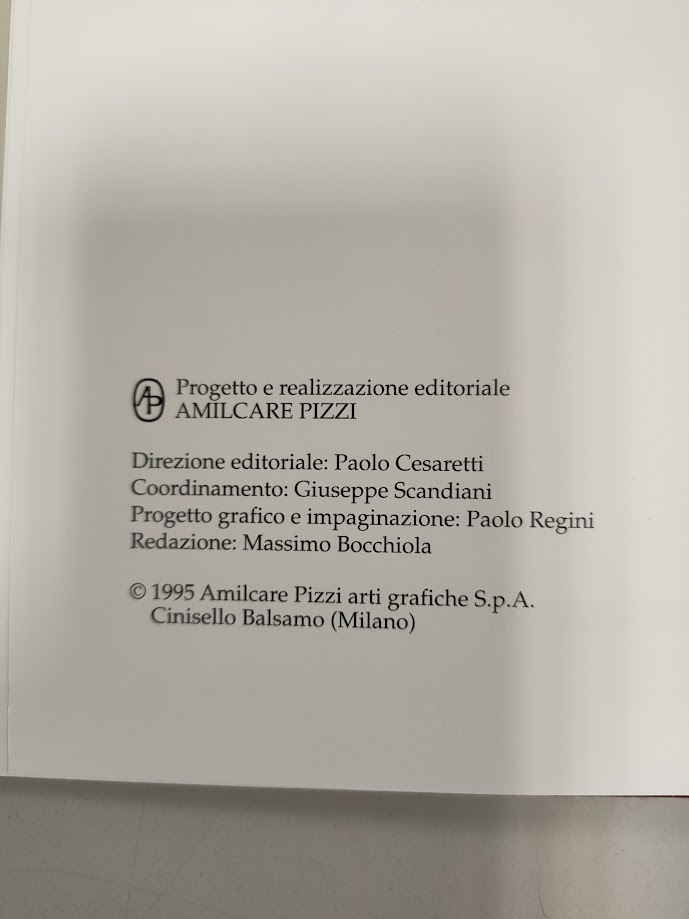 AP Progetto e realizzazione editoriale
AMILCARE PIZZI
Direzione editoriale: Paolo Cesaretti
Coordinamento: Giuseppe Scandiani
Progetto grafico e impaginazione: Paolo Regini
Redazione: Massimo Bocchiola
© 1995 Amilcare Pizzi arti grafiche S.p.A.
Cinisello Balsamo (Milano)